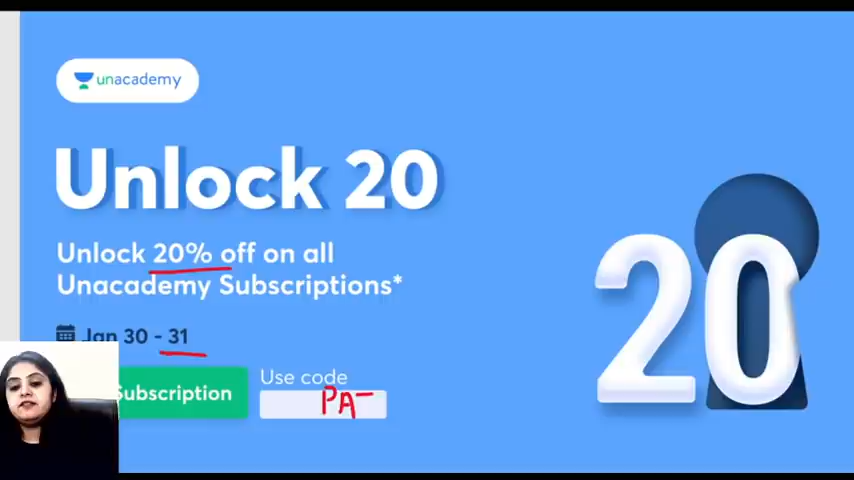 unacademy
Unlock 20
Unlock 20% off on all
Unacademy Subscriptions*
Jan 30 - 31
Subscription
Use code
PA
20